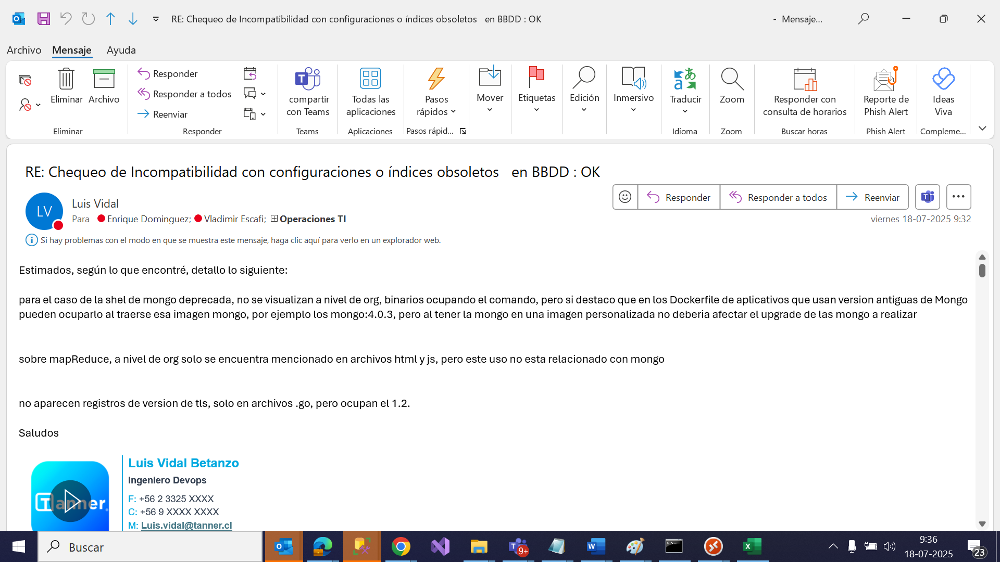 RE: Chequeo de Incompatibilidad con configuraciones o índices obsoletos   en BBDD : OK
- Mensaje...
Archivo
Mensaje
Ayuda
Eliminar
Archivo
Responder
Responder a todos
Reenviar
compartir
con Teams
Todas las
aplicaciones
Pasos
rápidos
Mover
Etiquetas
Edición
Inmersivo
Traducir
Zoom
Responder con
consulta de horarios
Reporte de
Phish Alert
Ideas
Viva
Eliminar
Responder
Teams
Aplicaciones
Pasos rápid...
Idioma
Zoom
Buscar horas
Phish Alert
Compleme...
RE: Chequeo de Incompatibilidad con configuraciones o índices obsoletos   en BBDD : OK
LV
Luis Vidal
Para Enrique Dominguez; Vladimir Escafi; Operaciones TI
Responder
Responder a todos
Reenviar
viernes 18-07-2025 9:32
Si hay problemas con el modo en que se muestra este mensaje, haga clic aquí para verlo en un explorador web.
Estimados, según lo que encontré, detallo lo siguiente:
para el caso de la shel de mongo deprecada, no se visualizan a nivel de org, binarios ocupando el comando, pero si destaco que en los Dockerfile de aplicativos que usan version antiguas de Mongo
pueden ocuparlo al traerse esa imagen mongo, por ejemplo los mongo:4.0.3, pero al tener la mongo en una imagen personalizada no deberia afectar el upgrade de las mongo a realizar
sobre mapReduce, a nivel de org solo se encuentra mencionado en archivos html y js, pero este uso no esta relacionado con mongo
no aparecen registros de version de tls, solo en archivos .go, pero ocupan el 1.2.
Saludos
Tanner
Luis Vidal Betanzo
Ingeniero Devops
F: +56 2 3325 XXXX
C: +56 9 XXXX XXXX
M: Luis.vidal@tanner.cl
Buscar
9+
9:36
18-07-2025
23